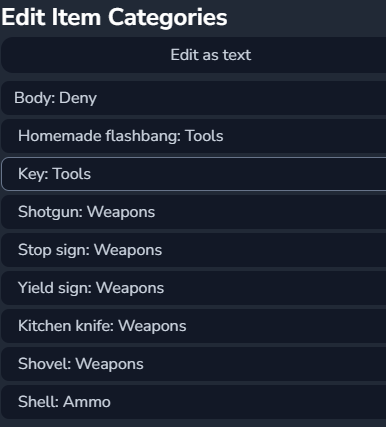 Edit Item Categories
Edit as text
Body: Deny
Homemade flashbang: Tools
Key: Tools
Shotgun: Weapons
Stop sign: Weapons
Yield sign: Weapons
Kitchen knife: Weapons
Shovel: Weapons
Shell: Ammo